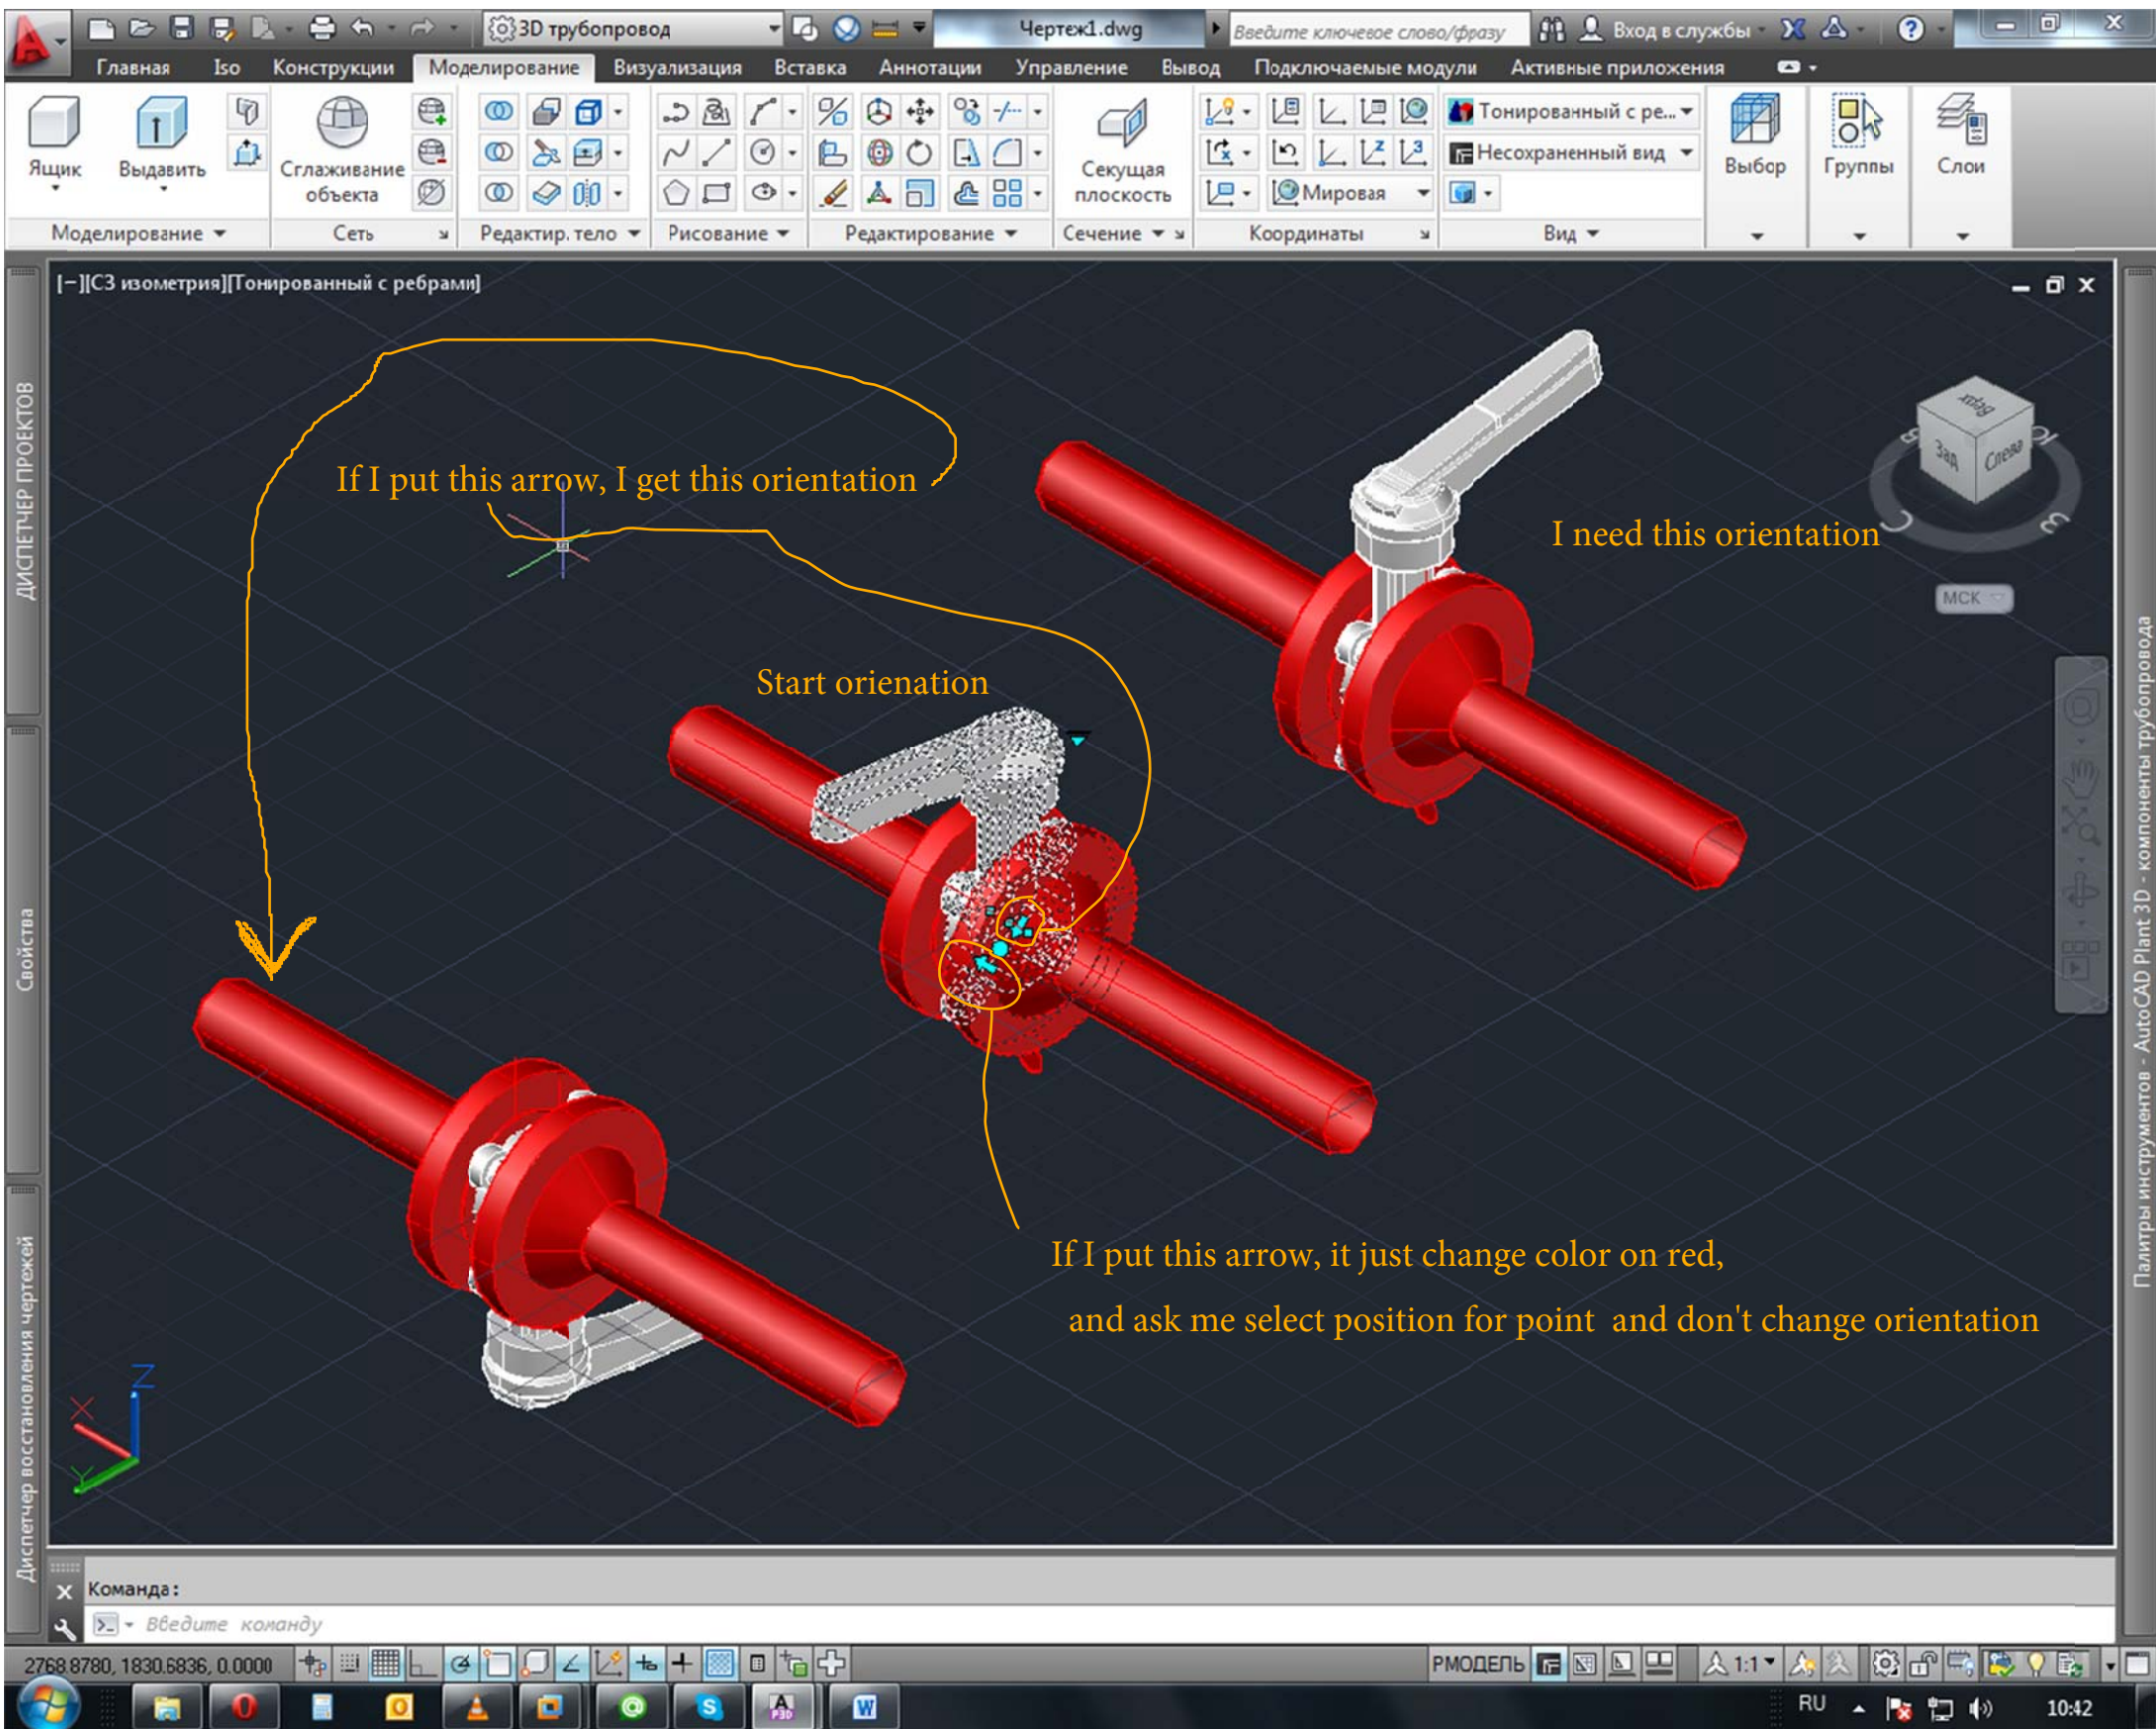 3D трубопровод
Чертеж1.dwg
Введите ключевое слово/фразу
Вход в службы
Главная
Iso
Конструкции
Моделирование
Визуализация
Вставка
Аннотации
Управление
Вывод
Подключаемые модули
Активные приложения
Ящик
Выдавить
Сглаживание
объекта
Секущая
плоскость
Мировая
Тонированный с ре...
Несохраненный вид
Выбор
Группы
Слои
Моделирование
Сеть
Редактир. тело
Рисование
Редактирование
Сечение
Координаты
Вид
[−][СЗ изометрия][Тонированный с ребрами]
ДИСПЕТЧЕР ПРОЕКТОВ
Свойства
Диспетчер восстановления чертежей
If I put this arrow, I get this orientation
I need this orientation
Start orienation
Верх
Зад
Слева
МСК
If I put this arrow, it just change color on red,
and ask me select position for point and don't change orientation
Палитры инструментов - AutoCAD Plant 3D - компоненты трубопровода
X
Y
Z
Команда:
Введите команду
2768.8780, 1830.6836, 0.0000
РМОДЕЛЬ
1:1
RU
10:42